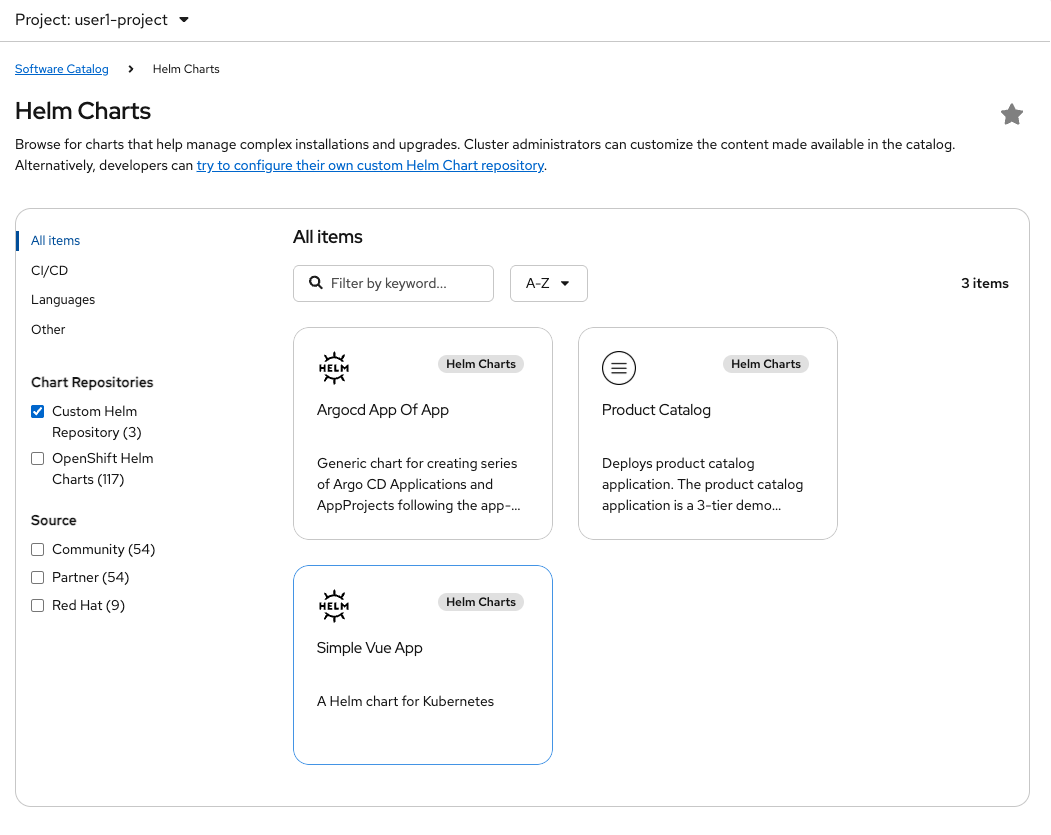 Project: user1-project
Software Catalog
Helm Charts
Helm Charts
Browse for charts that help manage complex installations and upgrades. Cluster administrators can customize the content made available in the catalog.
Alternatively, developers can try to configure their own custom Helm Chart repository.
All items
CI/CD
Languages
Other
Chart Repositories
Custom Helm
Repository (3)
OpenShift Helm
Charts (117)
Source
Community (54)
Partner (54)
Red Hat (9)
All items
Filter by keyword...
A-Z
3 items
HELM
Helm Charts
Argocd App Of App
Generic chart for creating series
of Argo CD Applications and
AppProjects following the app-...
Helm Charts
Product Catalog
Deploys product catalog
application. The product catalog
application is a 3-tier demo...
HELM
Helm Charts
Simple Vue App
A Helm chart for Kubernetes